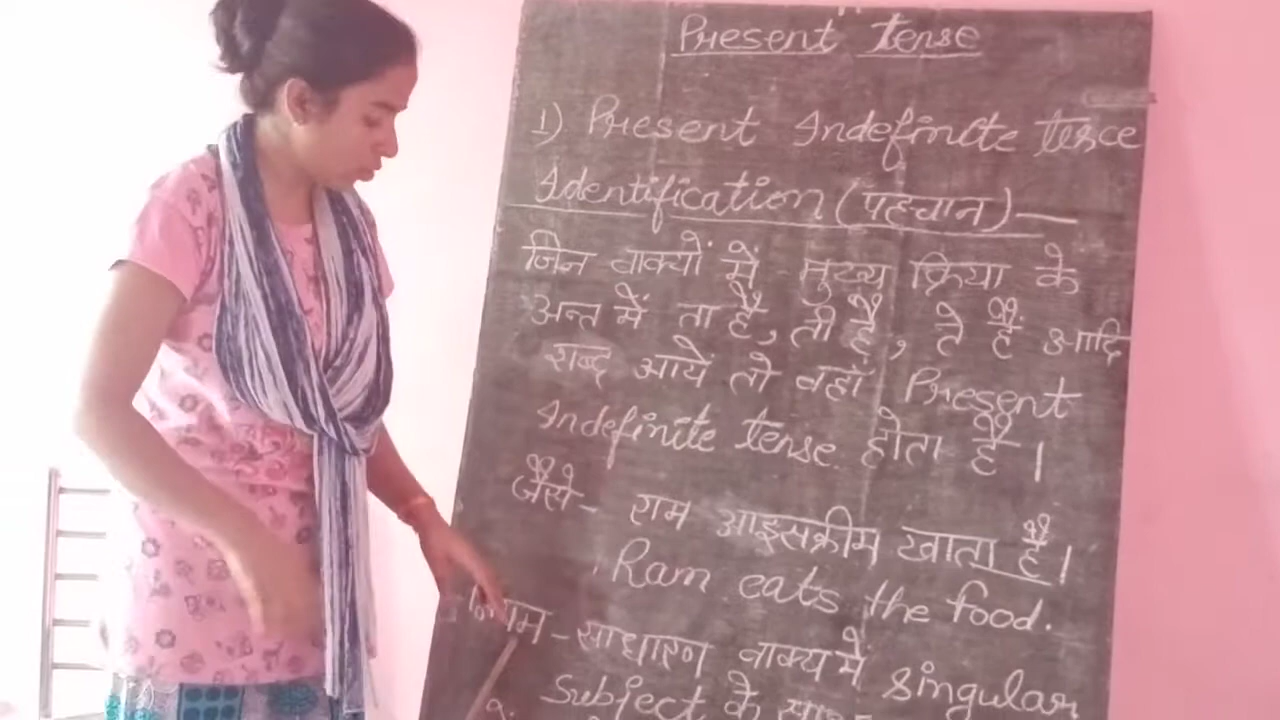 Present Tense
1) Present Indefinite tesce
Identification (पहचान) —
जिन वाक्यों में मुख्य क्रिया के
अन्त में ता है, ती है, ते हैं आदि
शब्द आयें तो वहाँ Present
Indefinite tense होता है।
जैसे- राम आइसक्रीम खाता है।
Ram eats the food.
नियम - साधारण वाक्य में singular
Subject के साथ